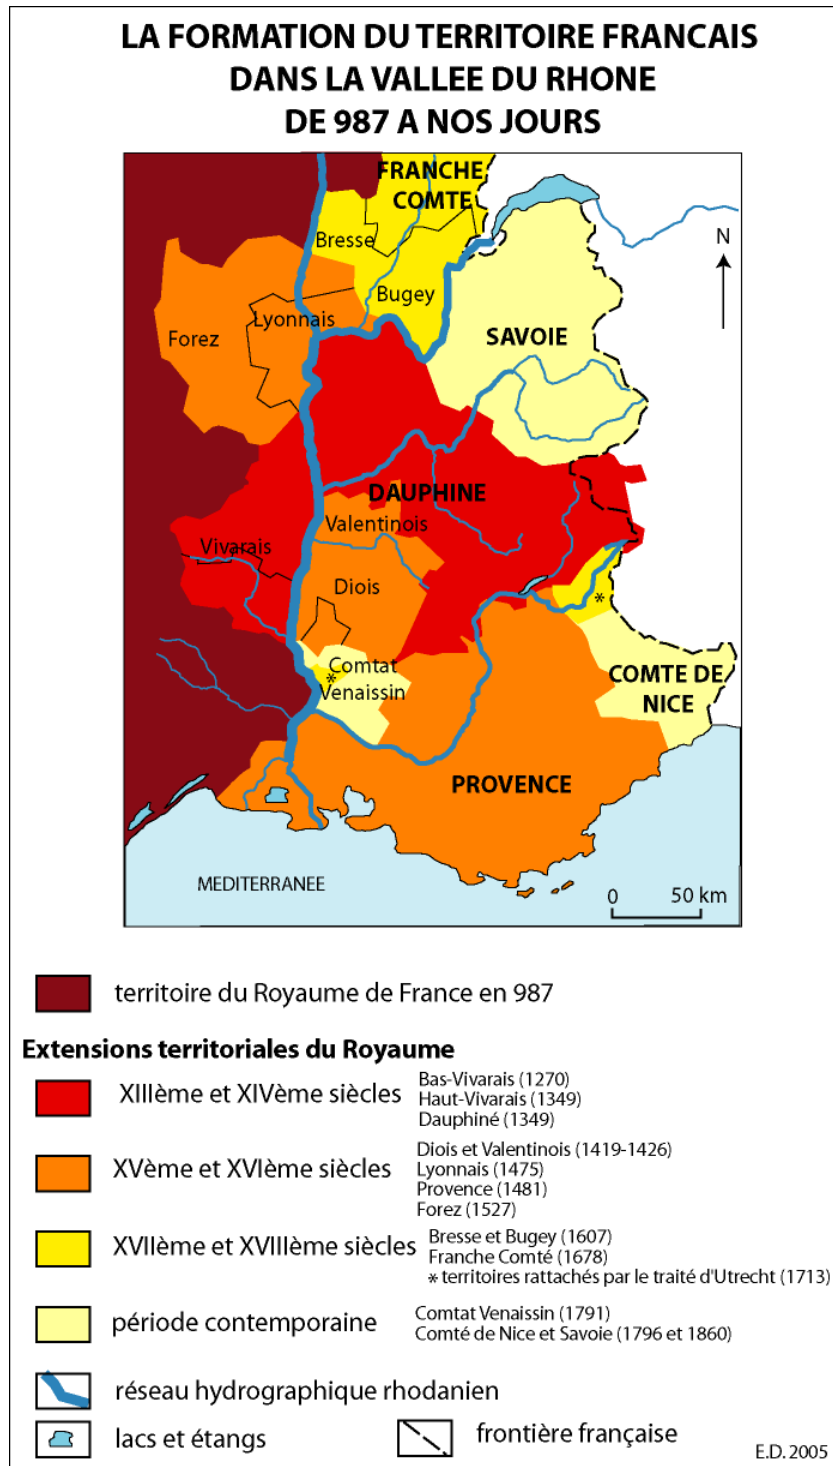 LA FORMATION DU TERRITOIRE FRANCAIS
DANS LA VALLEE DU RHONE
DE 987 A NOS JOURS
FRANCHE
COMTE
Bresse
N
Bugey
Lyonnais
Forez
SAVOIE
DAUPHINE
Valentinois
Vivarais
Diois
*
Comtat
*
Venaissin
COMTE DE
NICE
PROVENCE
MEDITERRANEE
0 50 km
territoire du Royaume de France en 987
Extensions territoriales du Royaume
XIIIème et XIVème siècles
Bas-Vivarais (1270)
Haut-Vivarais (1349)
Dauphiné (1349)
XVème et XVIème siècles
Diois et Valentinois (1419-1426)
Lyonnais (1475)
Provence (1481)
Forez (1527)
XVIIème et XVIIIème siècles
Bresse et Bugey (1607)
Franche Comté (1678)
* territoires rattachés par le traité d'Utrecht (1713)
période contemporaine
Comtat Venaissin (1791)
Comté de Nice et Savoie (1796 et 1860)
réseau hydrographique rhodanien
lacs et étangs
frontière française
E.D. 2005